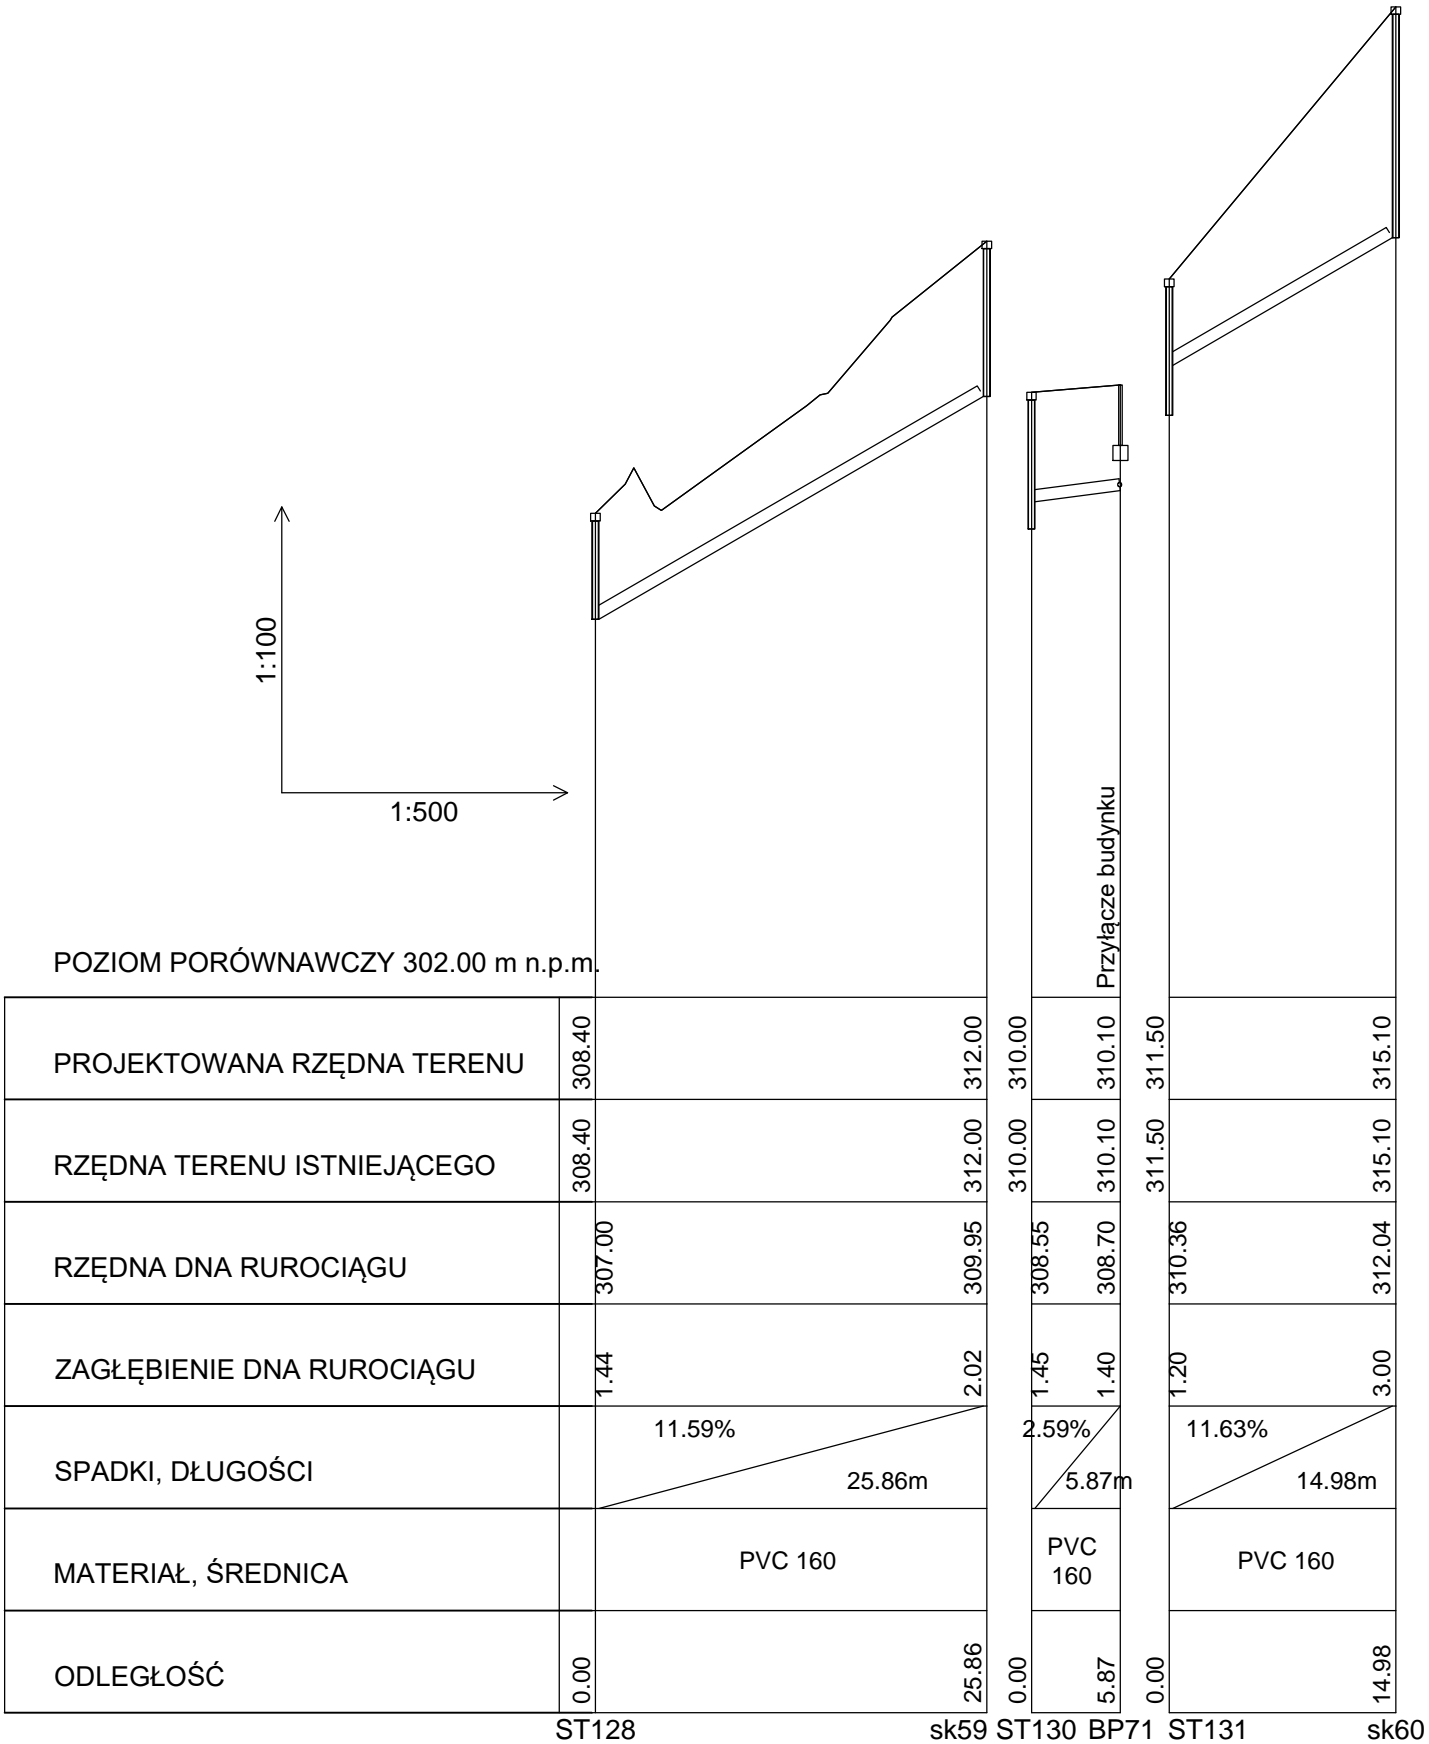 1:100
1:500
Przyłącze budynku
POZIOM PORÓWNAWCZY 302.00 m n.p.m.
PROJEKTOWANA RZĘDNA TERENU 308.40 312.00 310.00 310.10 311.50 315.10
RZĘDNA TERENU ISTNIEJĄCEGO 308.40 312.00 310.00 310.10 311.50 315.10
RZĘDNA DNA RUROCIĄGU 307.00 309.95 308.55 308.70 310.36 312.04
ZAGŁĘBIENIE DNA RUROCIĄGU 1.44 2.02 1.45 1.40 1.20 3.00
SPADKI, DŁUGOŚCI 11.59% 25.86m 2.59% 5.87m 11.63% 14.98m
MATERIAŁ, ŚREDNICA PVC 160 PVC 160 PVC 160
ODLEGŁOŚĆ 0.00 25.86 0.00 5.87 0.00 14.98
ST128 sk59 ST130 BP71 ST131 sk60